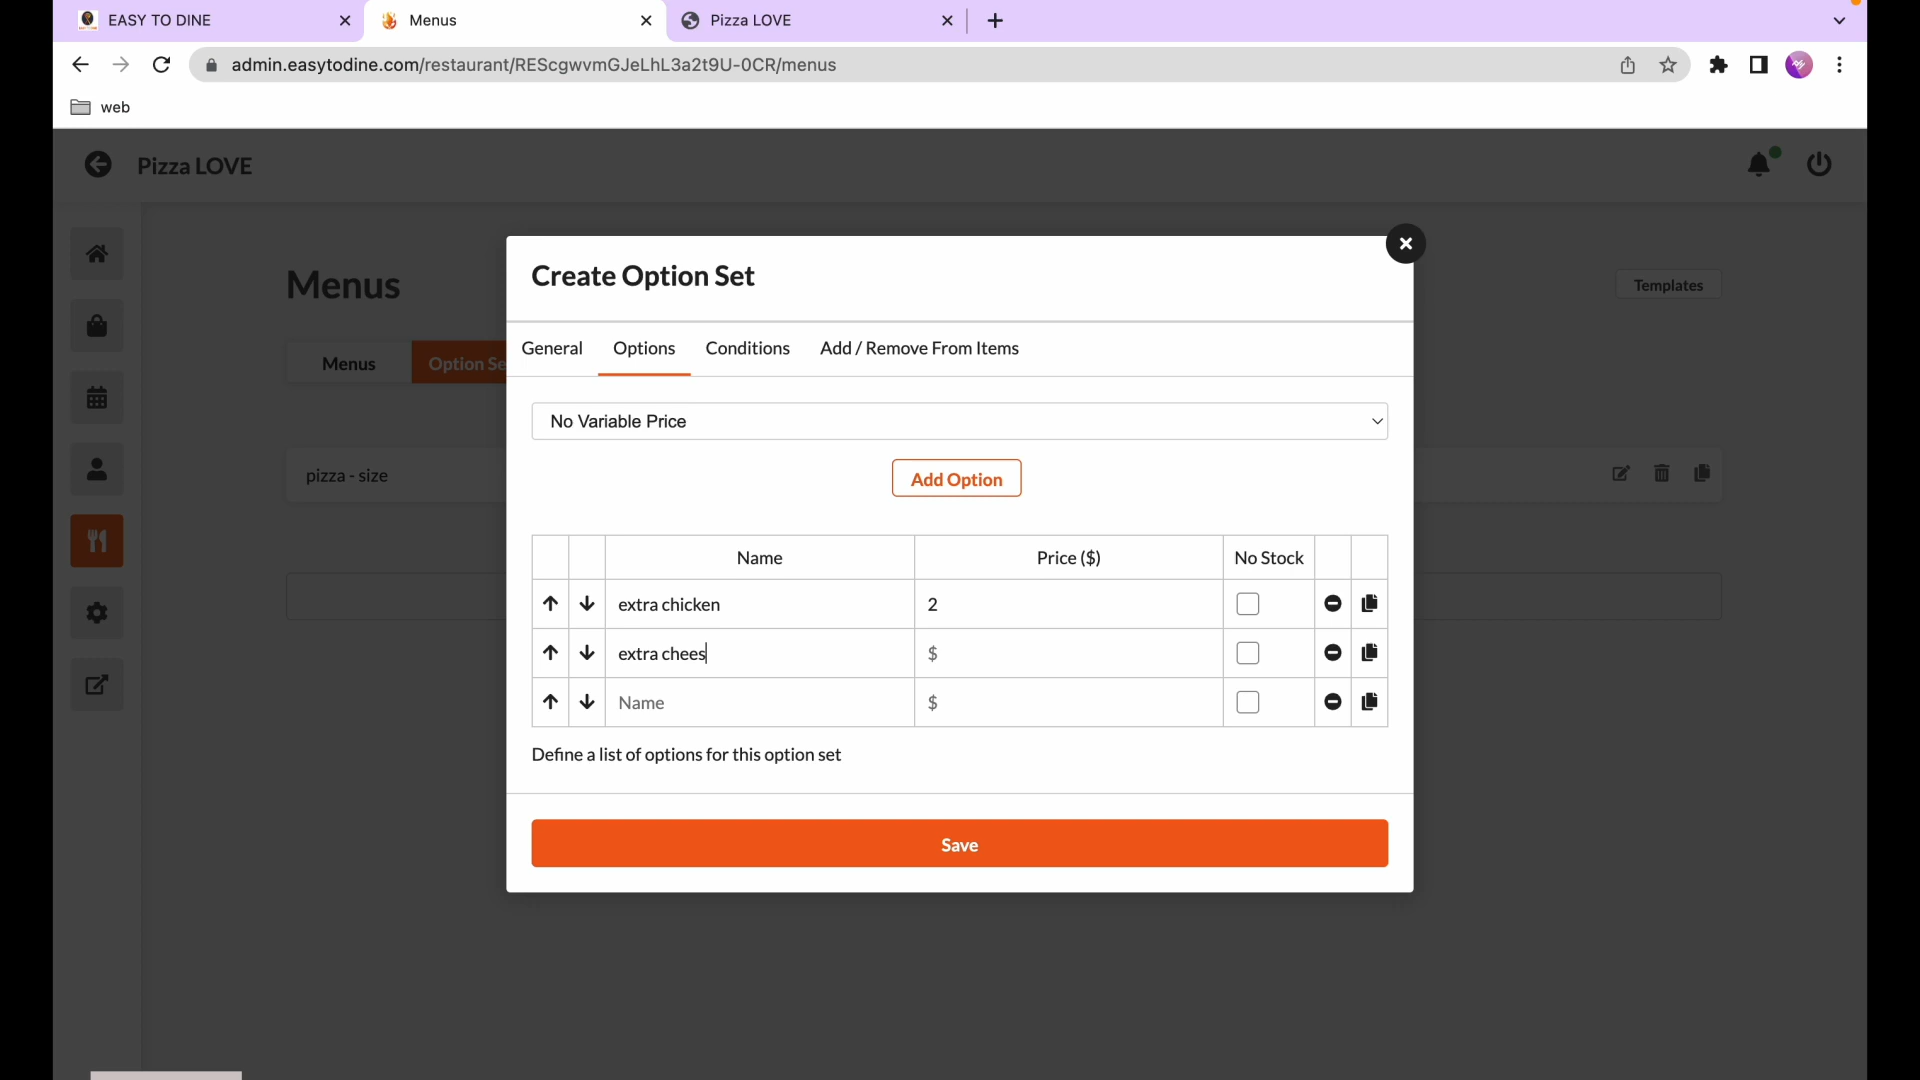 EASY TO DINE
Menus
Pizza LOVE
admin.easytodine.com/restaurant/REScgwvmGJeLhL3a2t9U-0CR/menus
web
Pizza LOVE
Menus
Templates
Menus
Option Se
pizza - size
Create Option Set
General
Options
Conditions
Add / Remove From Items
No Variable Price
Add Option
Name
Price ($)
No Stock
extra chicken
2
extra chees
$
Name
$
Define a list of options for this option set
Save